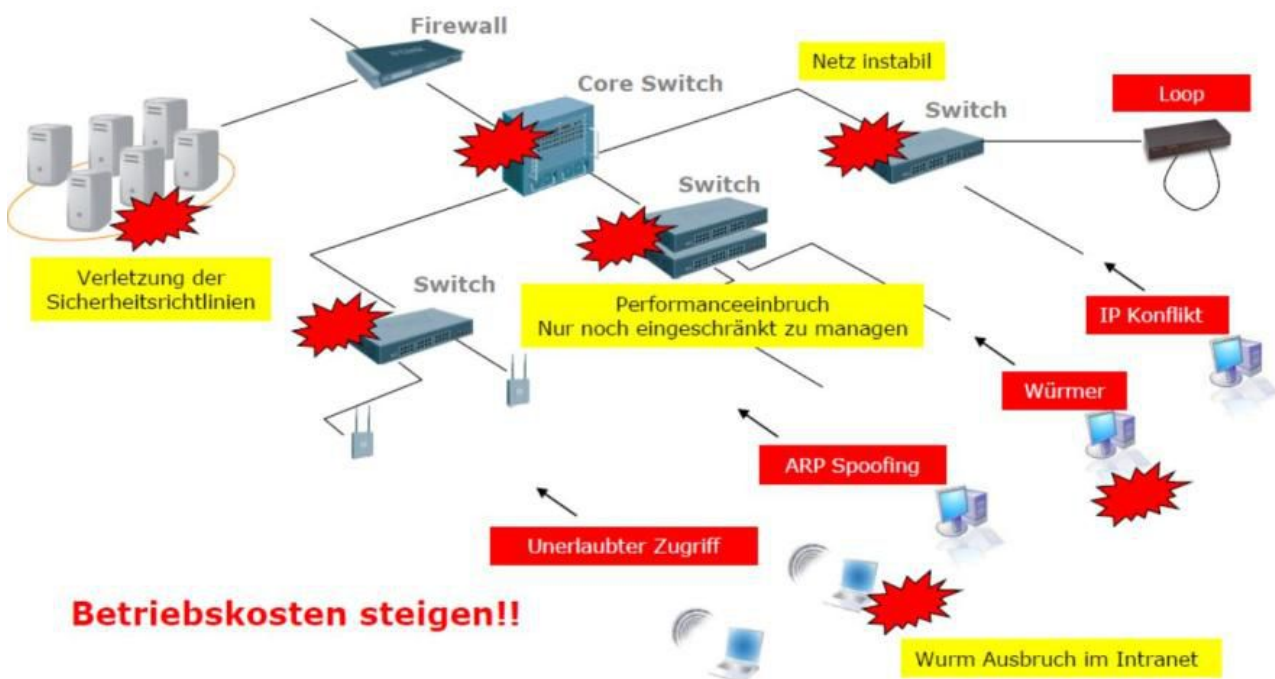 Firewall
Netz instabil
Core Switch
Loop
Switch
Switch
Verletzung der
Sicherheitsrichtlinien
Switch
Performanceeinbruch
Nur noch eingeschränkt zu managen
IP Konflikt
Würmer
ARP Spoofing
Unerlaubter Zugriff
Betriebskosten steigen!!
Wurm Ausbruch im Intranet